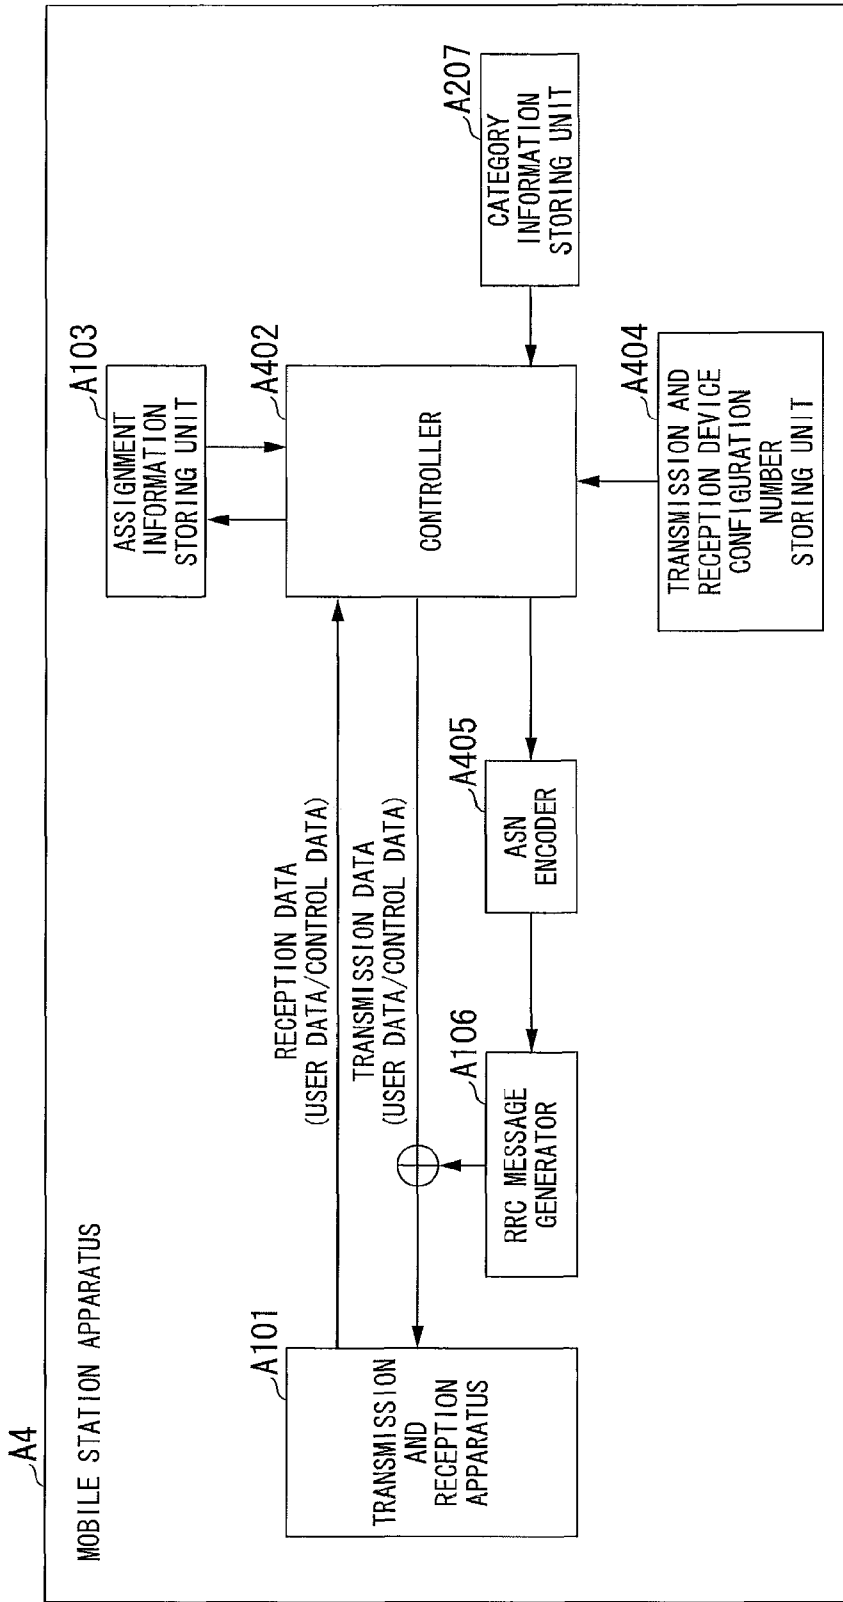 A4
MOBILE STATION APPARATUS
A101
TRANSMISSION
AND
RECEPTION
APPARATUS
RECEPTION DATA
(USER DATA/CONTROL DATA)
TRANSMISSION DATA
(USER DATA/CONTROL DATA)
A106
RRC MESSAGE
GENERATOR
A405
ASN
ENCODER
A103
ASSIGNMENT
INFORMATION
STORING UNIT
A402
CONTROLLER
A207
CATEGORY
INFORMATION
STORING UNIT
A404
TRANSMISSION AND
RECEPTION DEVICE
CONFIGURATION
NUMBER
STORING UNIT